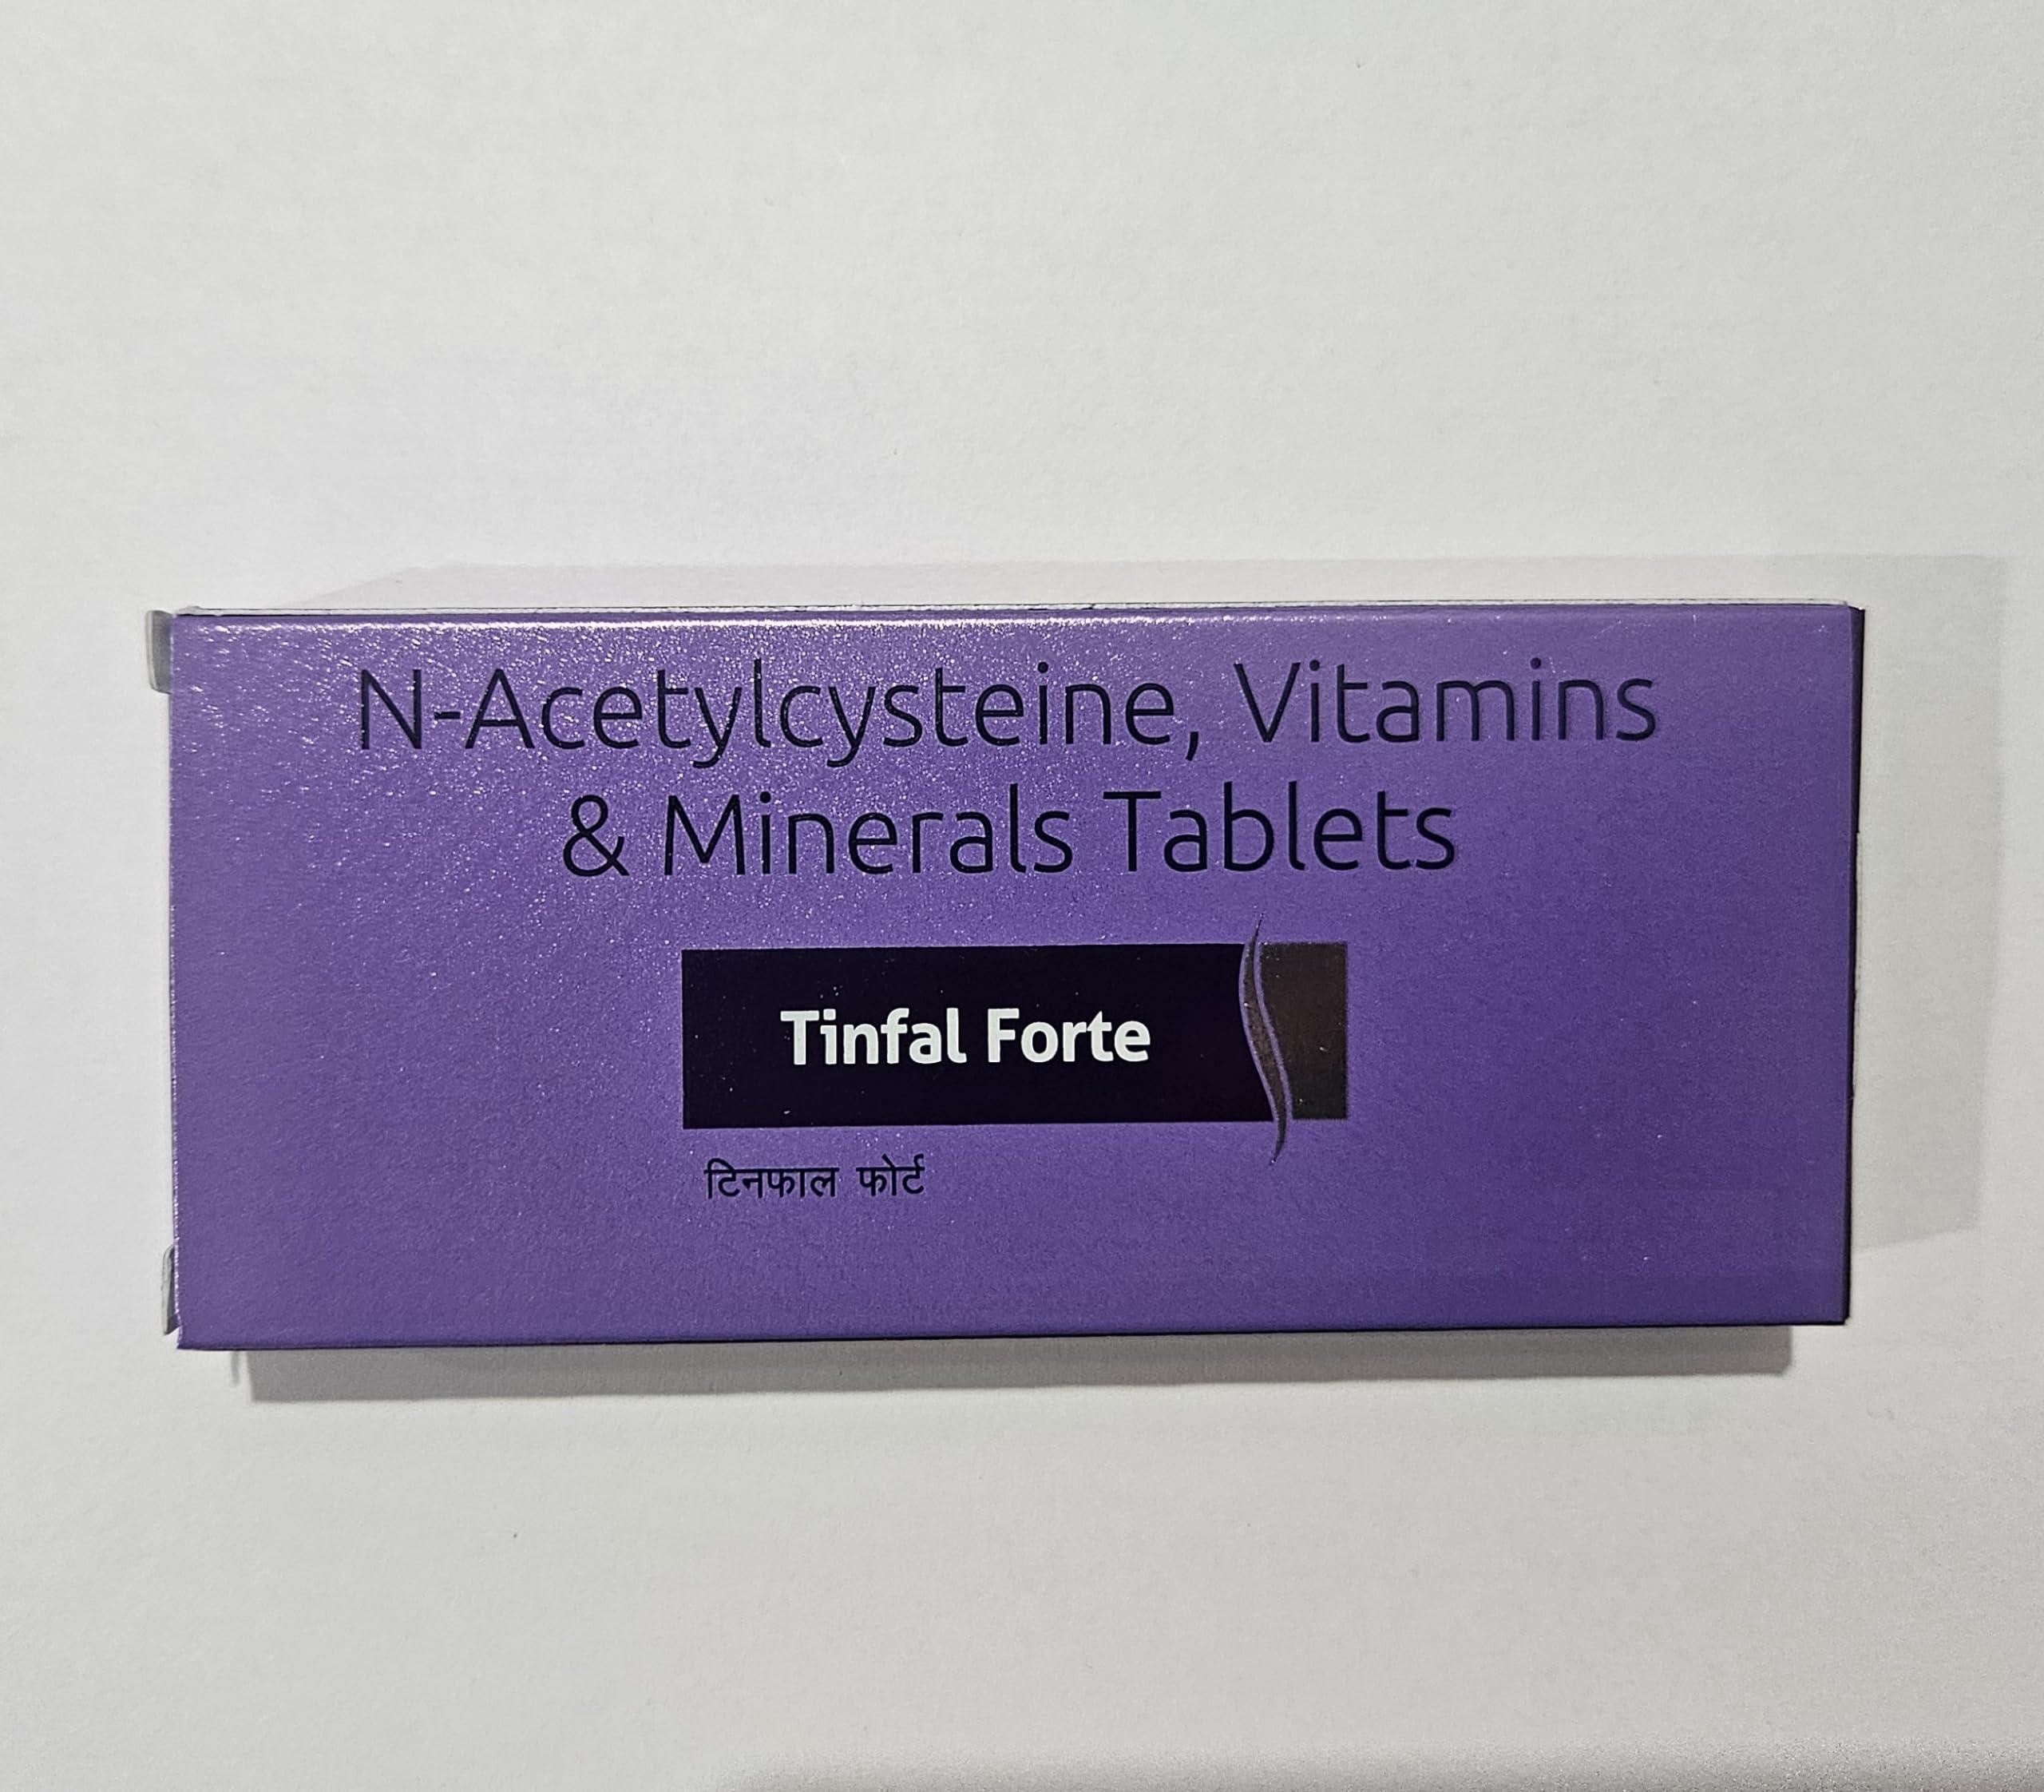 N-Acetylcysteine, Vitamins
& Minerals Tablets
Tinfal Forte
टिनफाल फोर्ट